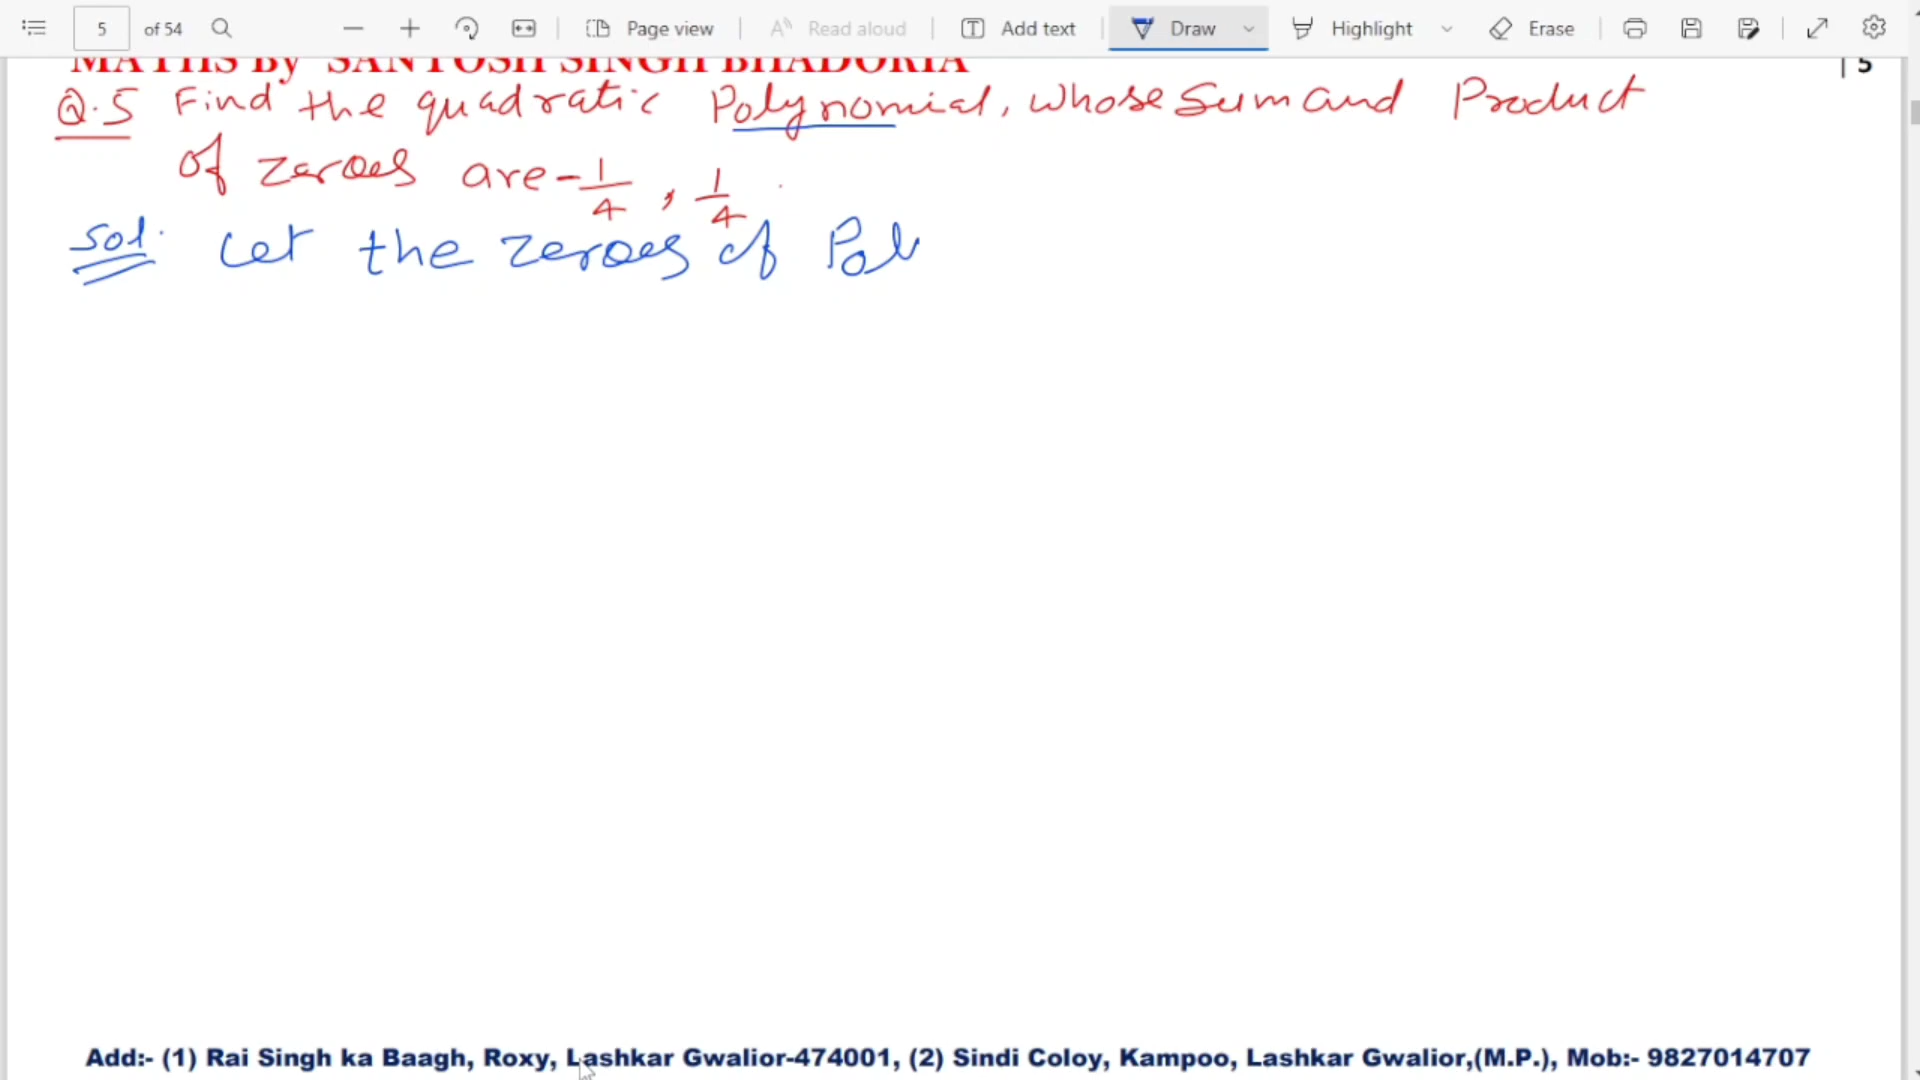 5 of 54 Page view Read aloud Add text Draw Highlight Erase
MATHS By SANTOSH SINGH BHADORIA | 5
Q.5 Find the quadratic Polynomial, whose Sum and Product
of zeroes are -1/4, 1/4
Sol. Let the zeroes of Pol
Add:- (1) Rai Singh ka Baagh, Roxy, Lashkar Gwalior-474001, (2) Sindi Coloy, Kampoo, Lashkar Gwalior,(M.P.), Mob:- 9827014707